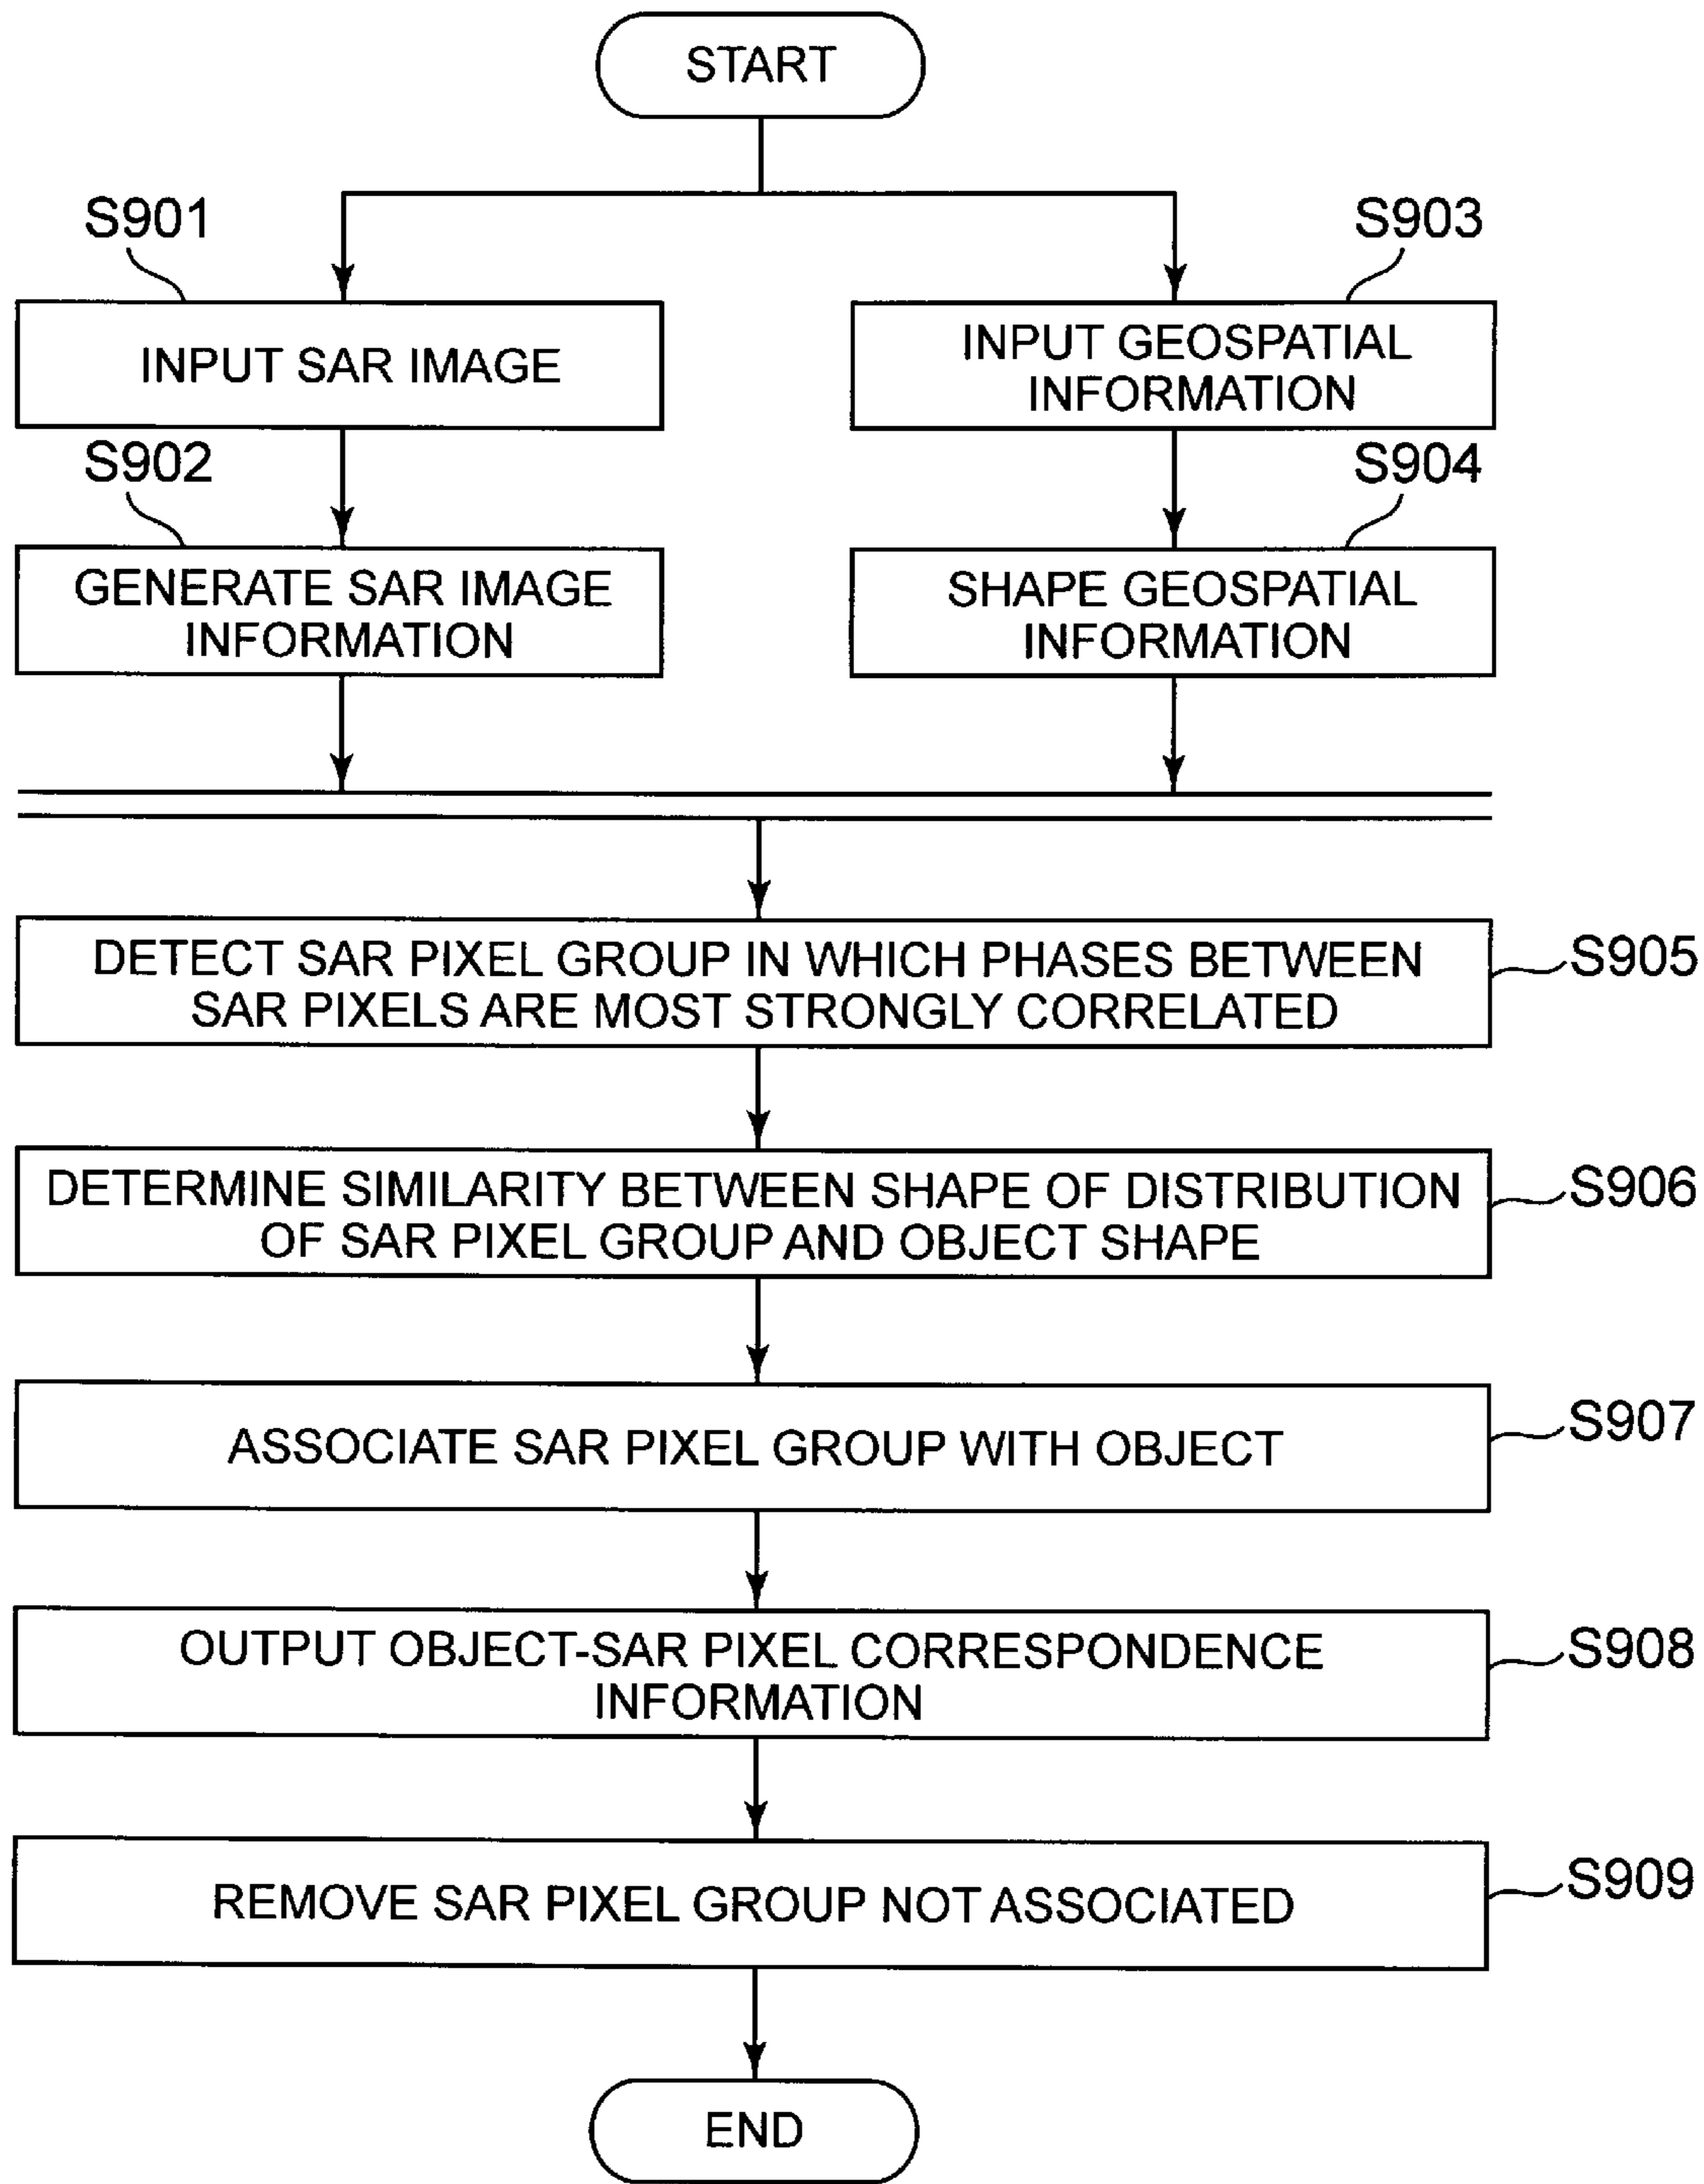 START
S901
S903
INPUT SAR IMAGE
INPUT GEOSPATIAL
INFORMATION
S902
S904
GENERATE SAR IMAGE
INFORMATION
SHAPE GEOSPATIAL
INFORMATION
DETECT SAR PIXEL GROUP IN WHICH PHASES BETWEEN
SAR PIXELS ARE MOST STRONGLY CORRELATED
S905
DETERMINE SIMILARITY BETWEEN SHAPE OF DISTRIBUTION
OF SAR PIXEL GROUP AND OBJECT SHAPE
S906
ASSOCIATE SAR PIXEL GROUP WITH OBJECT
S907
OUTPUT OBJECT-SAR PIXEL CORRESPONDENCE
INFORMATION
S908
REMOVE SAR PIXEL GROUP NOT ASSOCIATED
S909
END